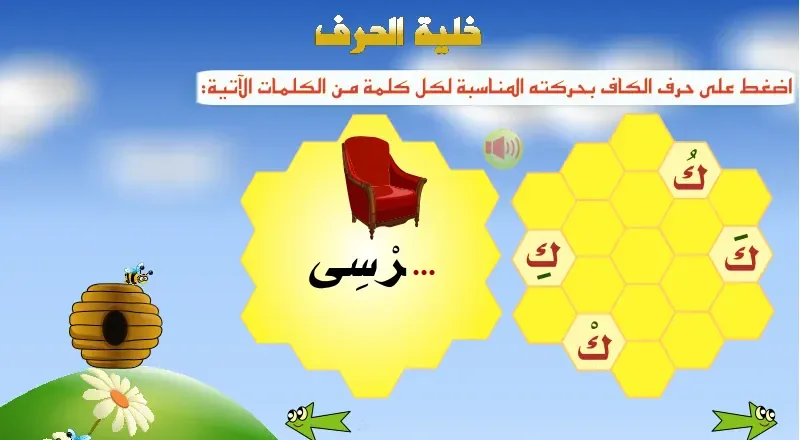 خلية الحرف
اضغط على حرف الكاف بحركته المناسبة لكل كلمة من الكلمات الآتية:
...رْسِى
كُ
كَ
كِ
كْ